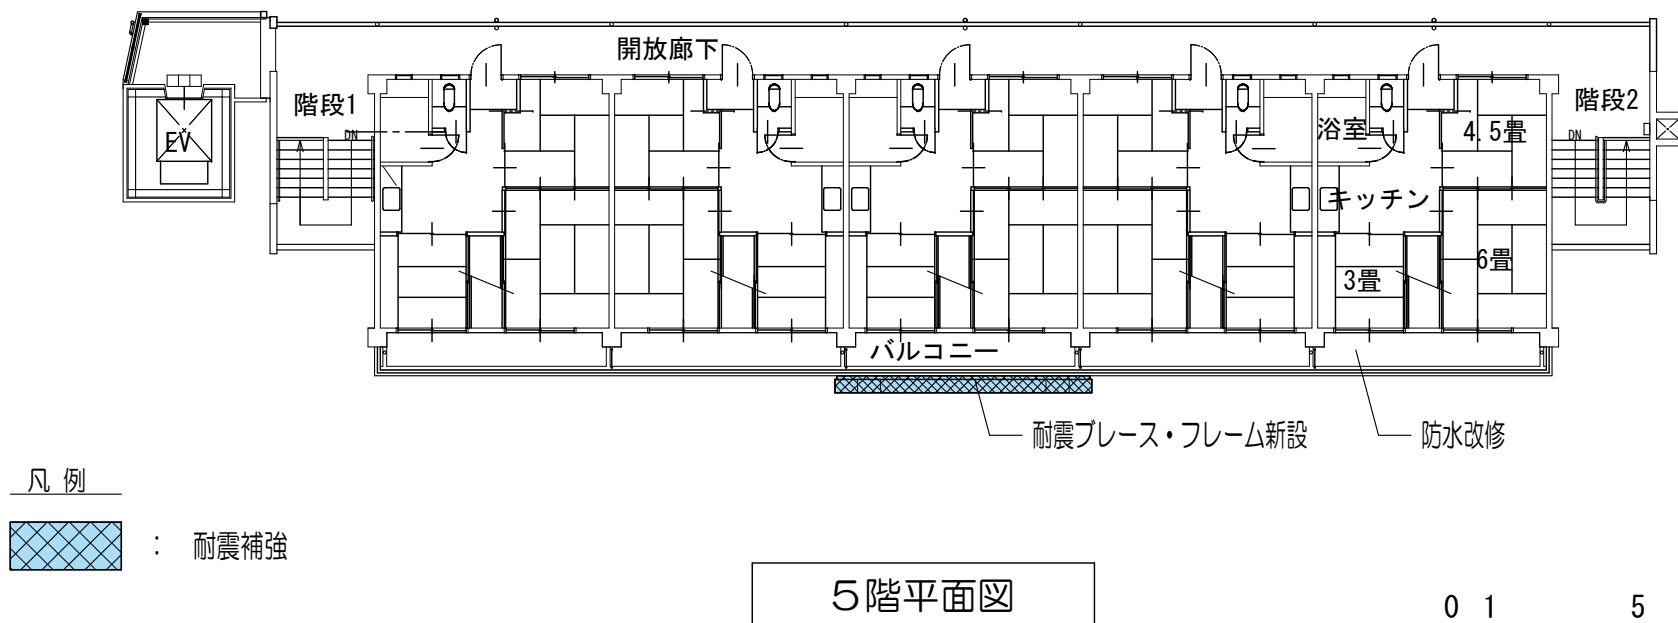 開放廊下
階段1
階段2
EV
DN
DN
浴室
4.5畳
キッチン
6畳
3畳
バルコニー
耐震ブレース・フレーム新設
防水改修
凡 例
： 耐震補強
5階平面図
0 1 5